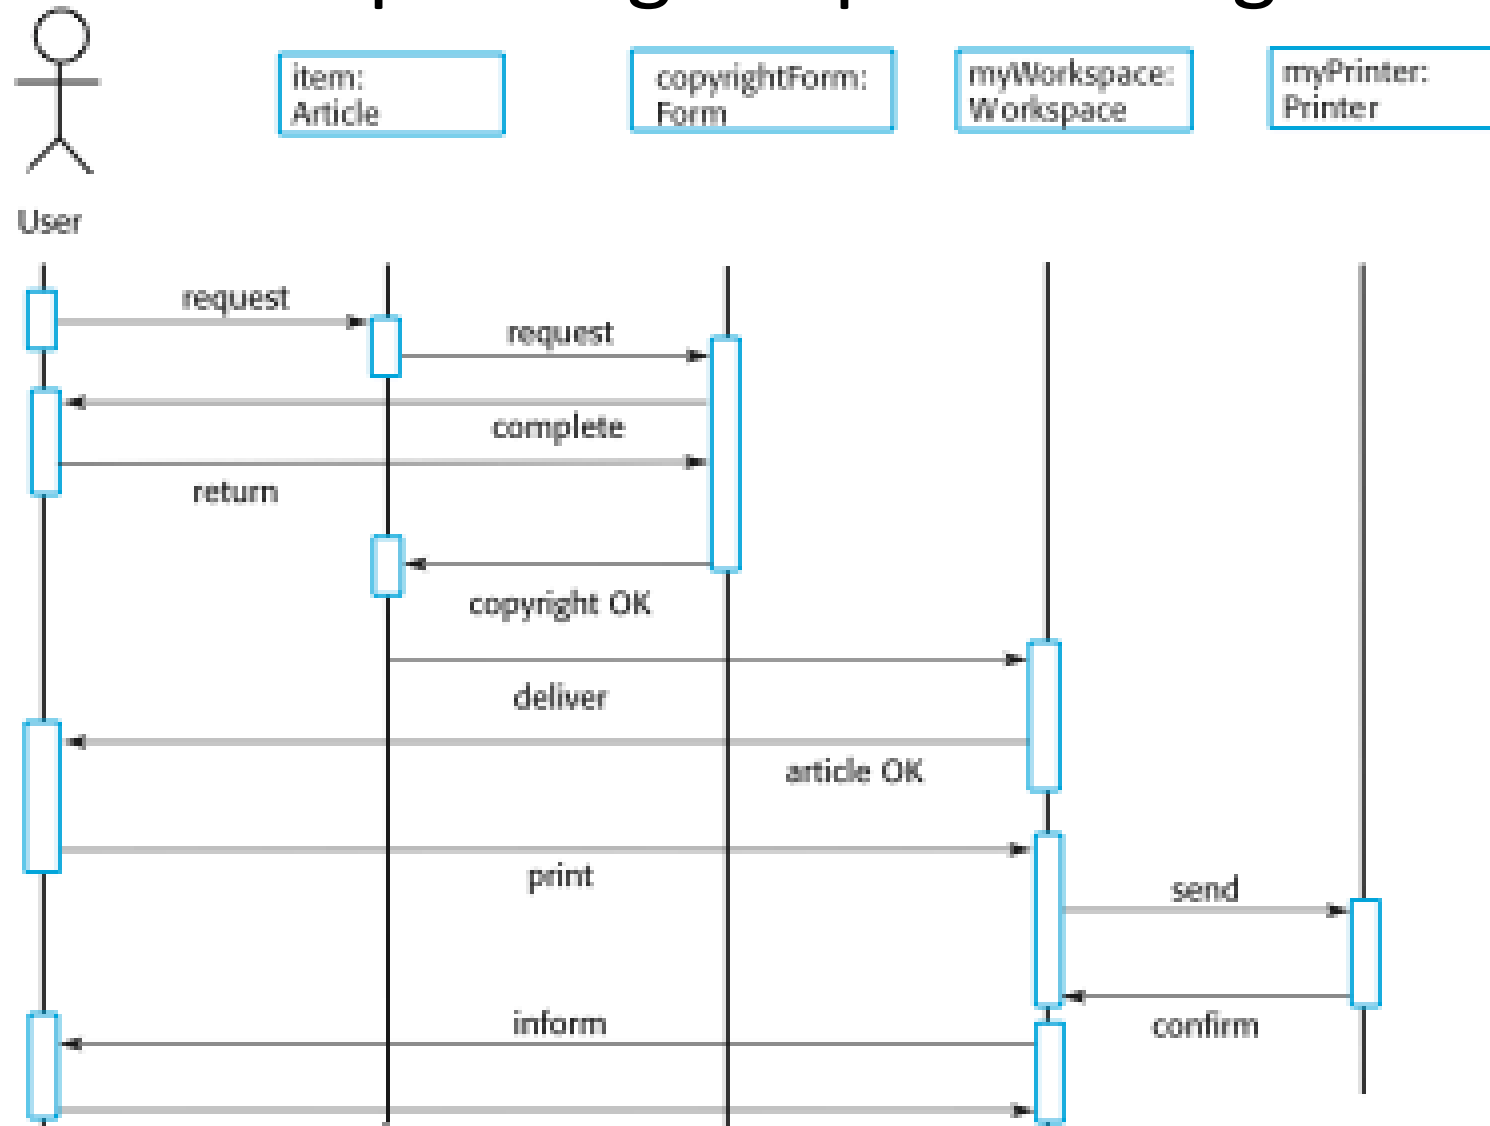 item:
Article
copyrightForm:
Form
myWorkspace:
Workspace
myPrinter:
Printer
User
request
request
complete
return
copyright OK
deliver
article OK
print
send
inform
confirm